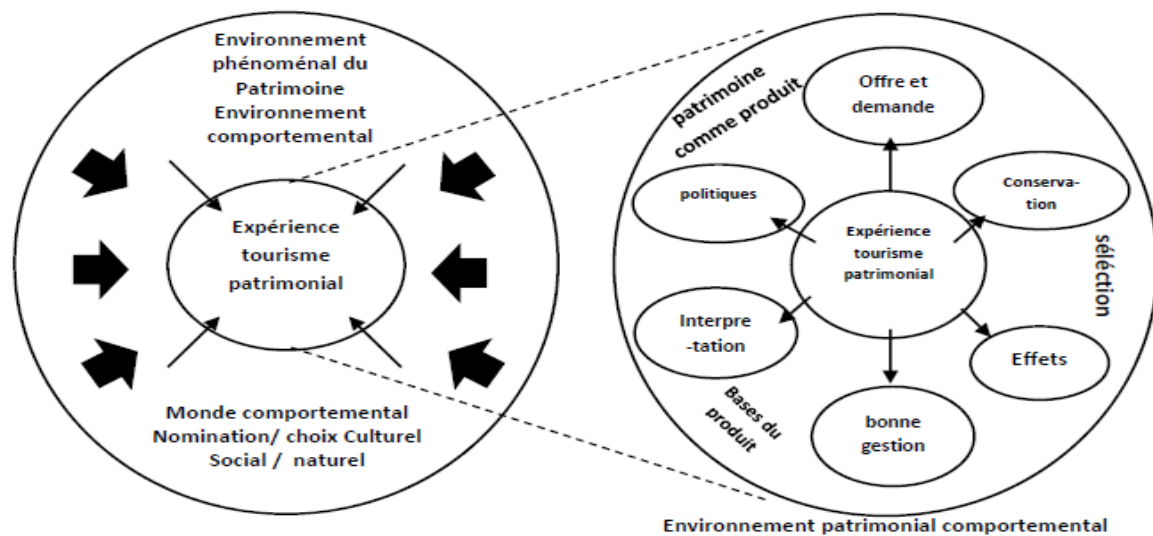 Environnement
phénoménal du
Patrimoine
Environnement
comportemental
Expérience
tourisme
patrimonial
Monde comportemental
Nomination/ choix Culturel
Social / naturel
patrimoine
comme produit
Offre et
demande
politiques
Conserva-
tion
Expérience
tourisme
patrimonial
séléction
Interpre
-tation
Effets
Bases du
produit
bonne
gestion
Environnement patrimonial comportemental